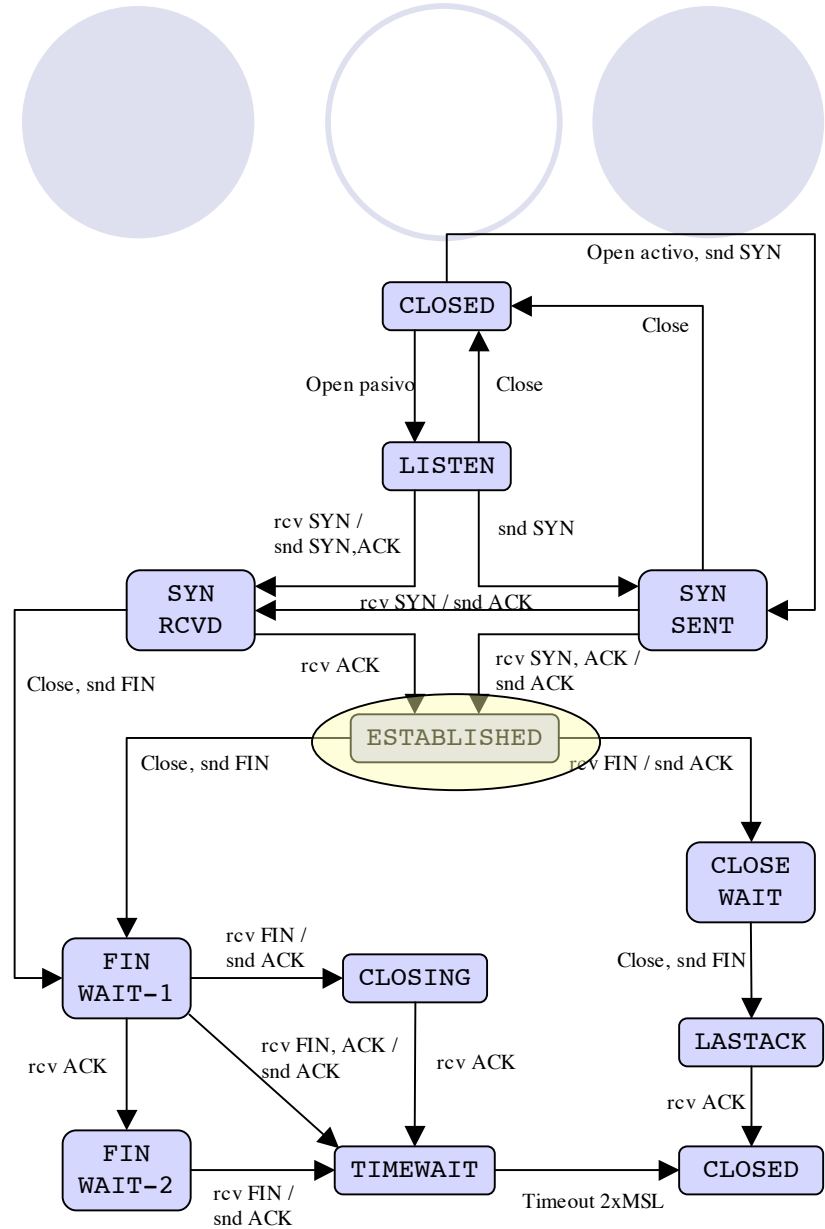 Open activo, snd SYN
CLOSED
Close
Open pasivo
Close
LISTEN
rcv SYN /
snd SYN,ACK
snd SYN
SYN
RCVD
rcv SYN / snd ACK
SYN
SENT
rcv ACK
rcv SYN, ACK /
snd ACK
Close, snd FIN
ESTABLISHED
Close, snd FIN
rcv FIN / snd ACK
CLOSE
WAIT
rcv FIN /
snd ACK
FIN
WAIT-1
CLOSING
Close, snd FIN
LASTACK
rcv ACK
rcv FIN, ACK /
snd ACK
rcv ACK
rcv ACK
FIN
WAIT-2
TIMEWAIT
CLOSED
rcv FIN /
snd ACK
Timeout 2xMSL